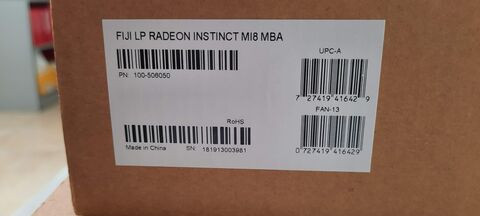 FIJI LP RADEON INSTINCT MI8 MBA
PN: 100-506050
UPC-A
7 27419 41642 9
FAN-13
0 727419 416429
RoHS
Made in China SN: 181913003981